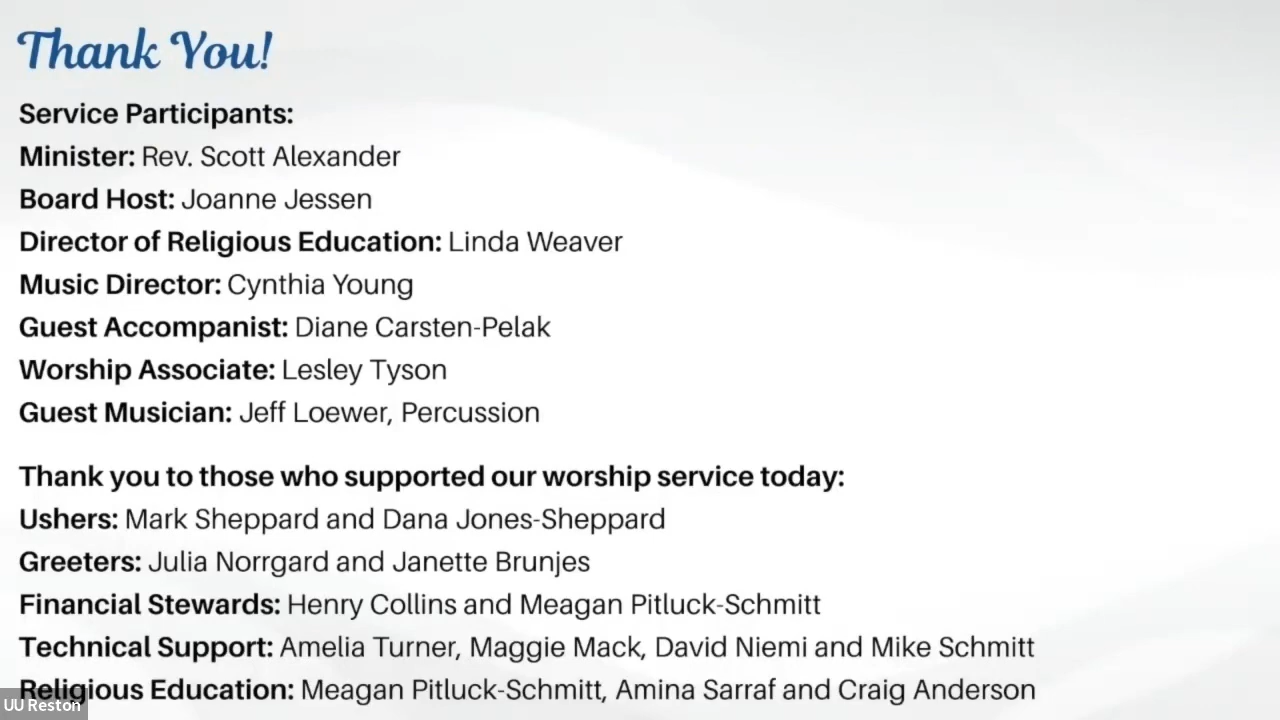 Thank You!
Service Participants:
Minister: Rev. Scott Alexander
Board Host: Joanne Jessen
Director of Religious Education: Linda Weaver
Music Director: Cynthia Young
Guest Accompanist: Diane Carsten-Pelak
Worship Associate: Lesley Tyson
Guest Musician: Jeff Loewer, Percussion
Thank you to those who supported our worship service today:
Ushers: Mark Sheppard and Dana Jones-Sheppard
Greeters: Julia Norrgard and Janette Brunjes
Financial Stewards: Henry Collins and Meagan Pitluck-Schmitt
Technical Support: Amelia Turner, Maggie Mack, David Niemi and Mike Schmitt
Religious Education: Meagan Pitluck-Schmitt, Amina Sarraf and Craig Anderson
UU Reston